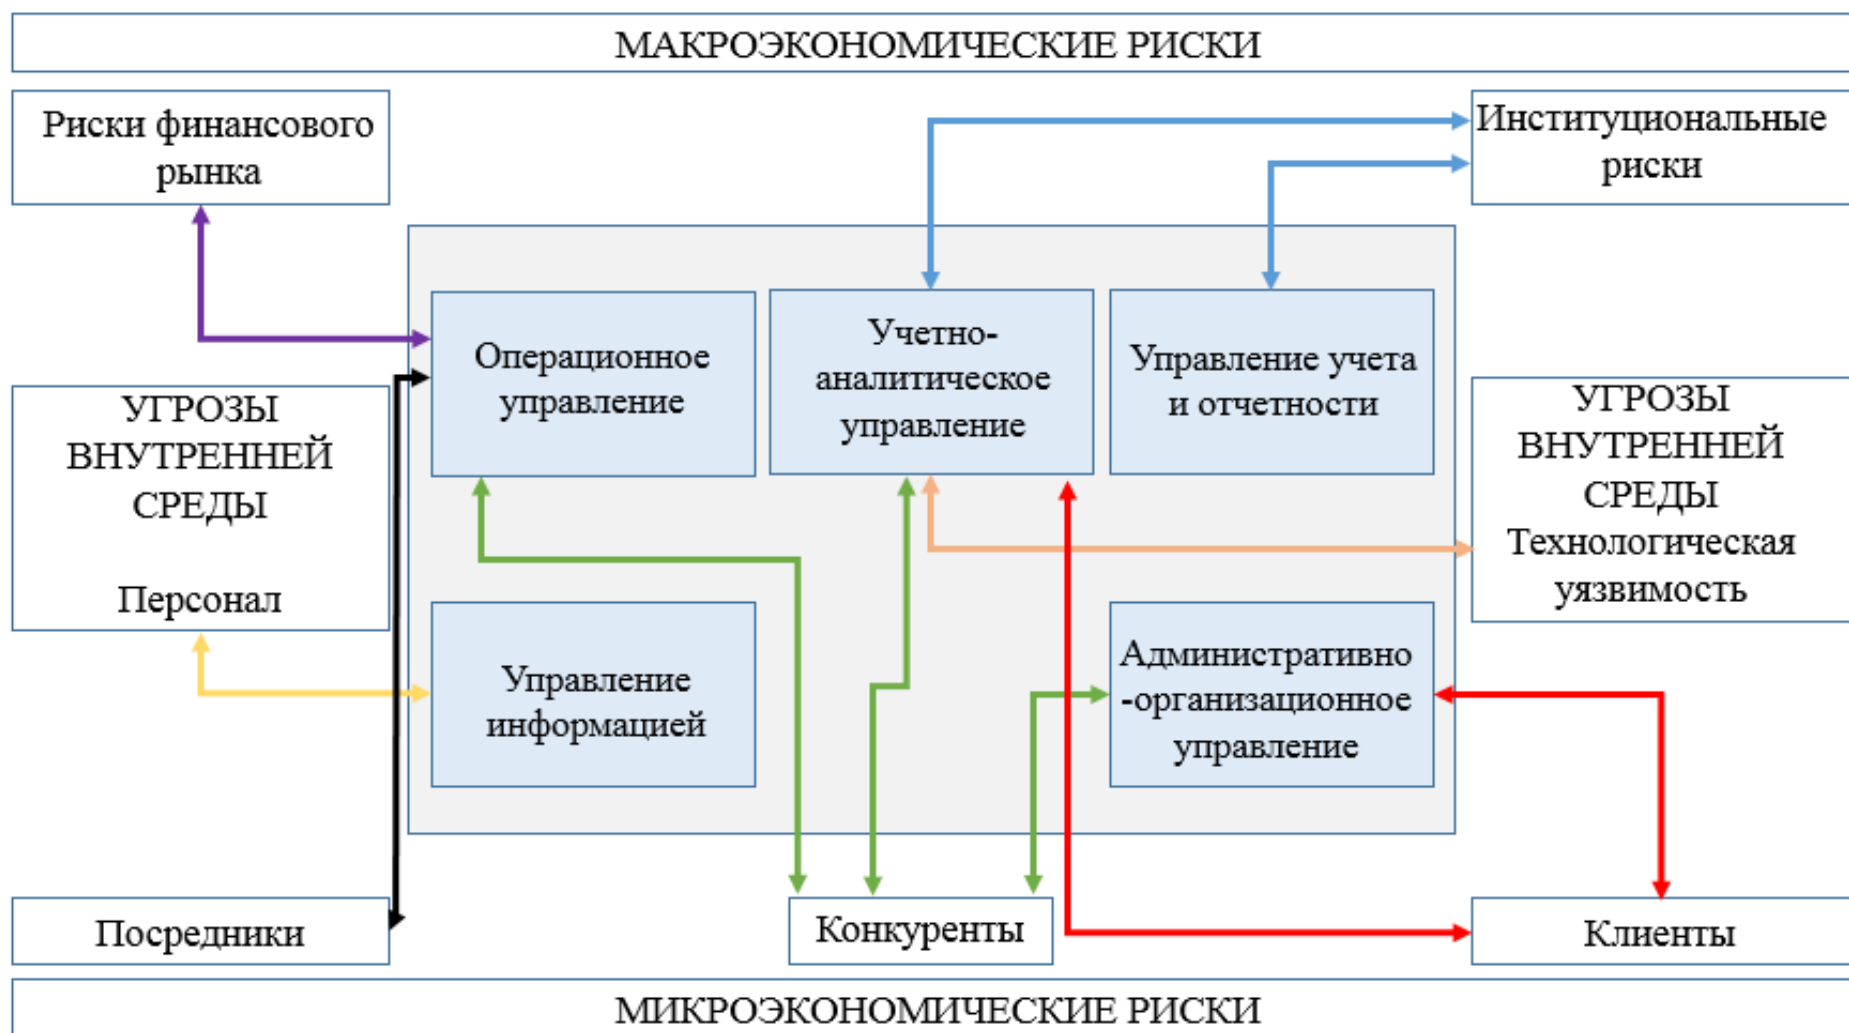 МАКРОЭКОНОМИЧЕСКИЕ РИСКИ
Риски финансового
рынка
Институциональные
риски
Операционное
управление
Учетно-
аналитическое
управление
Управление учета
и отчетности
УГРОЗЫ
ВНУТРЕННЕЙ
СРЕДЫ
Персонал
УГРОЗЫ
ВНУТРЕННЕЙ
СРЕДЫ
Технологическая
уязвимость
Управление
информацией
Административно
-организационное
управление
Посредники
Конкуренты
Клиенты
МИКРОЭКОНОМИЧЕСКИЕ РИСКИ